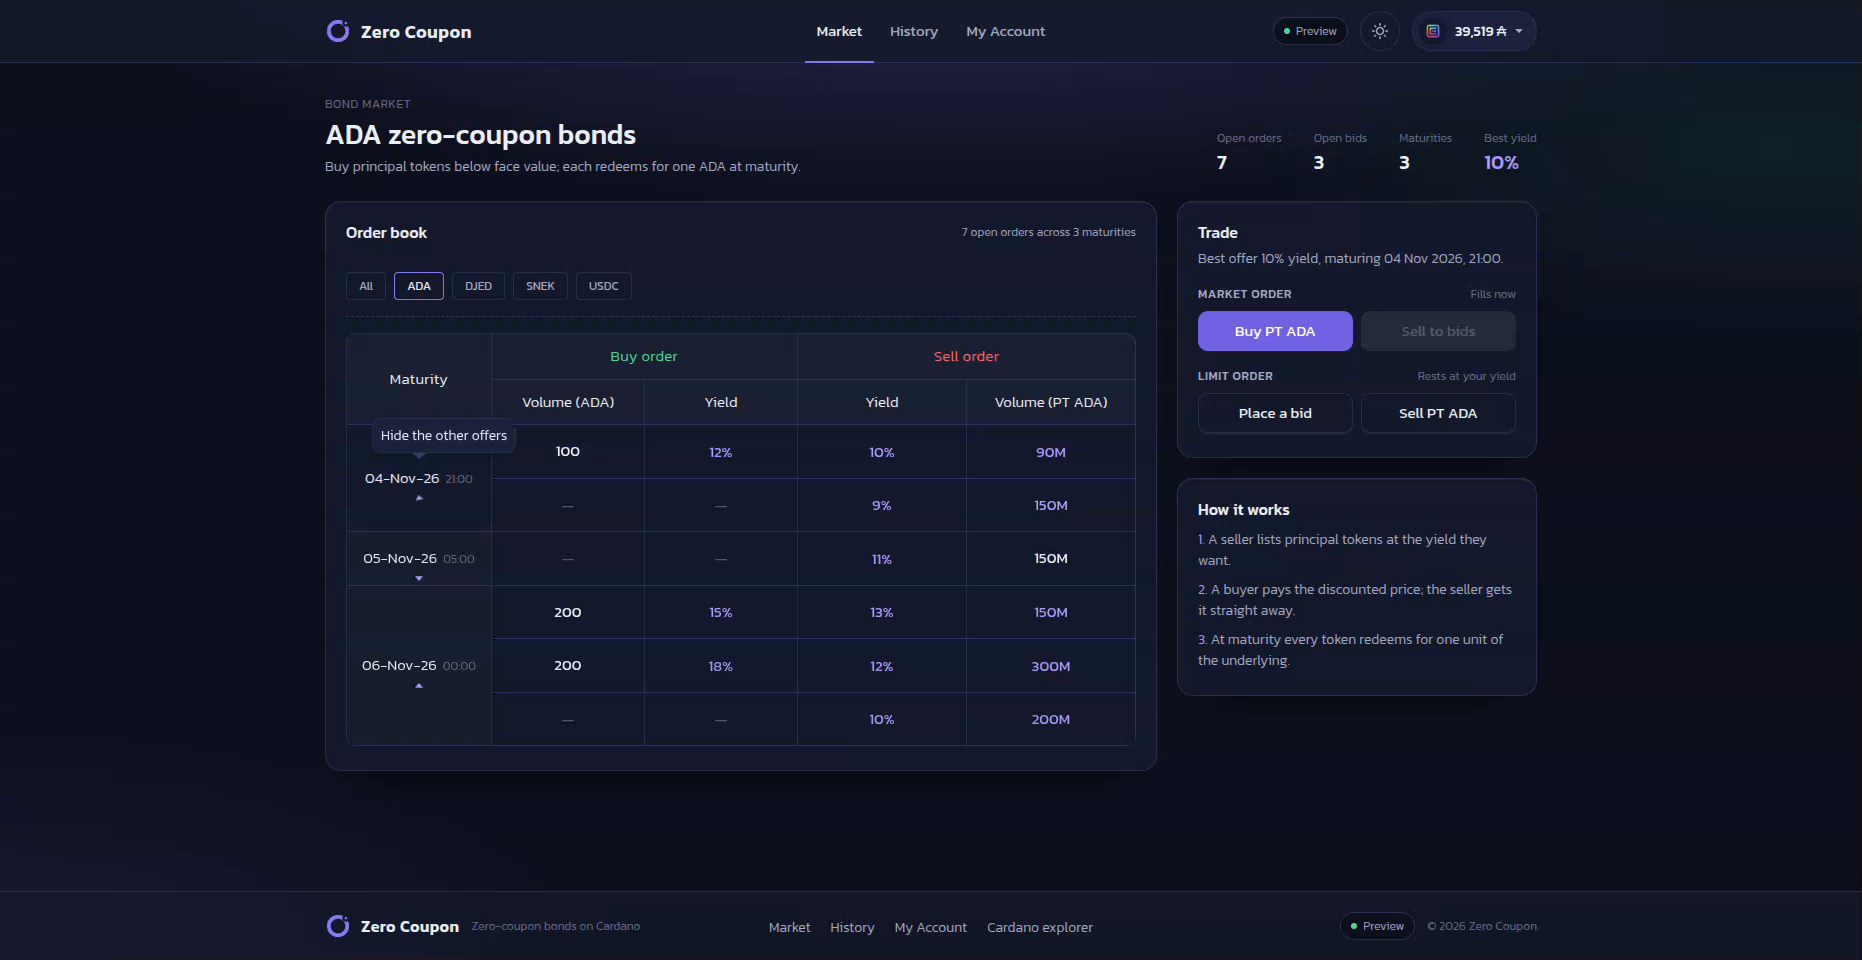 Zero Coupon
Market History My Account
Preview
39,519 ₳
BOND MARKET
ADA zero-coupon bonds
Buy principal tokens below face value; each redeems for one ADA at maturity.
Open orders Open bids Maturities Best yield
7 3 3 10%
Order book
7 open orders across 3 maturities
All ADA DJED SNEK USDC
Maturity Buy order Sell order
Volume (ADA) Yield Yield Volume (PT ADA)
Hide the other offers
04-Nov-26 21:00
100 12% 10% 90M
— — 9% 150M
05-Nov-26 05:00 — — 11% 150M
06-Nov-26 00:00
200 15% 13% 150M
200 18% 12% 300M
— — 10% 200M
Trade
Best offer 10% yield, maturing 04 Nov 2026, 21:00.
MARKET ORDER Fills now
Buy PT ADA Sell to bids
LIMIT ORDER Rests at your yield
Place a bid Sell PT ADA
How it works
1. A seller lists principal tokens at the yield they
want.
2. A buyer pays the discounted price; the seller gets
it straight away.
3. At maturity every token redeems for one unit of
the underlying.
Zero Coupon Zero-coupon bonds on Cardano
Market History My Account Cardano explorer
Preview © 2026 Zero Coupon